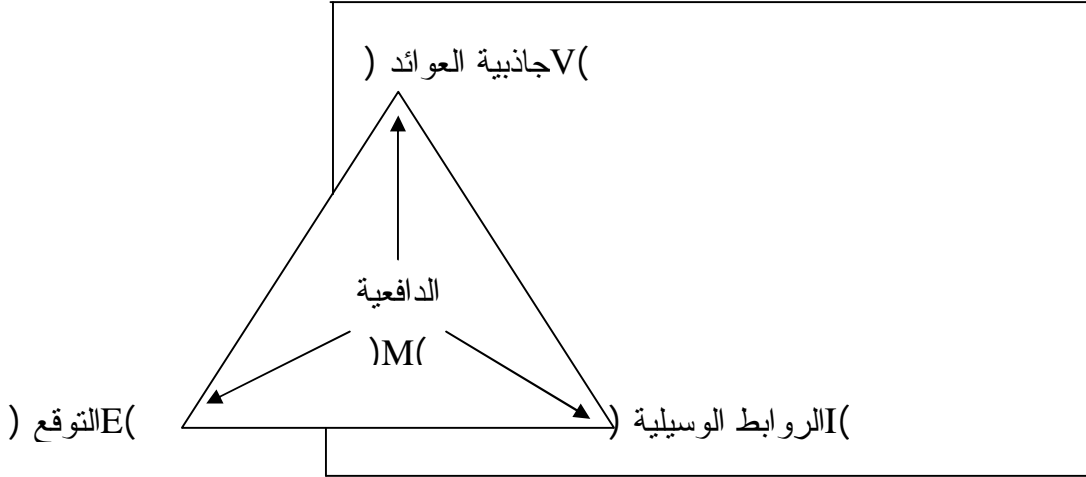 جاذبية العوائد (V)
الدافعية
(M)
الروابط الوسيلية (I)
التوقع (E)